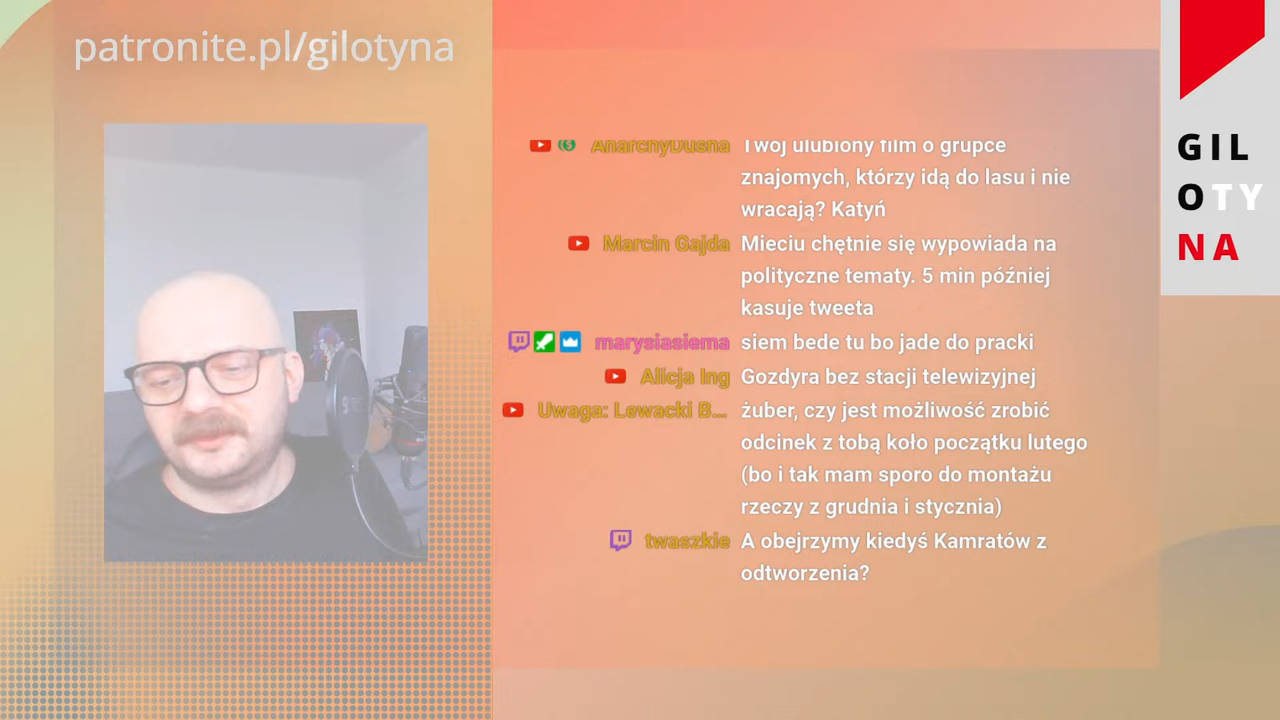 patronite.pl/gilotyna
AnarchyDusha Twój ulubiony film o grupce
znajomych, którzy idą do lasu i nie
wracają? Katyń
Marcin Gajda Mieciu chętnie się wypowiada na
polityczne tematy. 5 min później
kasuje tweeta
marysiasiema siem bede tu bo jade do pracki
Alicja Ing Gozdyra bez stacji telewizyjnej
Uwaga: Lewacki B... żuber, czy jest możliwość zrobić
odcinek z tobą koło początku lutego
(bo i tak mam sporo do montażu
rzeczy z grudnia i stycznia)
twaszkie A obejrzymy kiedyś Kamratów z
odtworzenia?
GIL
OTY
NA